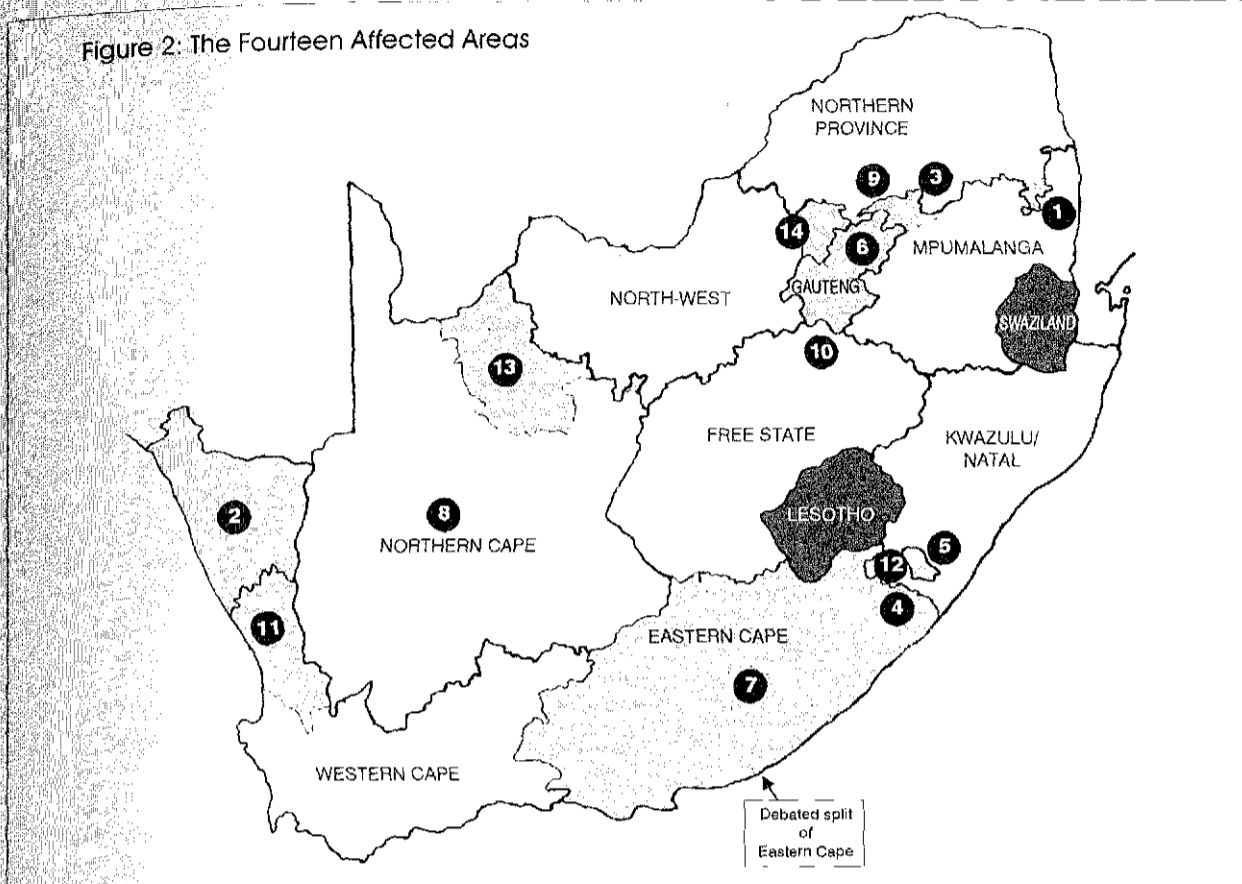 Figure 2: The Fourteen Affected Areas
NORTHERN
PROVINCE
9
3
1
14
6
MPUMALANGA
GAUTENG
NORTH-WEST
SWAZILAND
10
13
FREE STATE
KWAZULU/
NATAL
2
8
LESOTHO
NORTHERN CAPE
5
12
4
11
EASTERN CAPE
7
WESTERN CAPE
Debated split
of
Eastern Cape